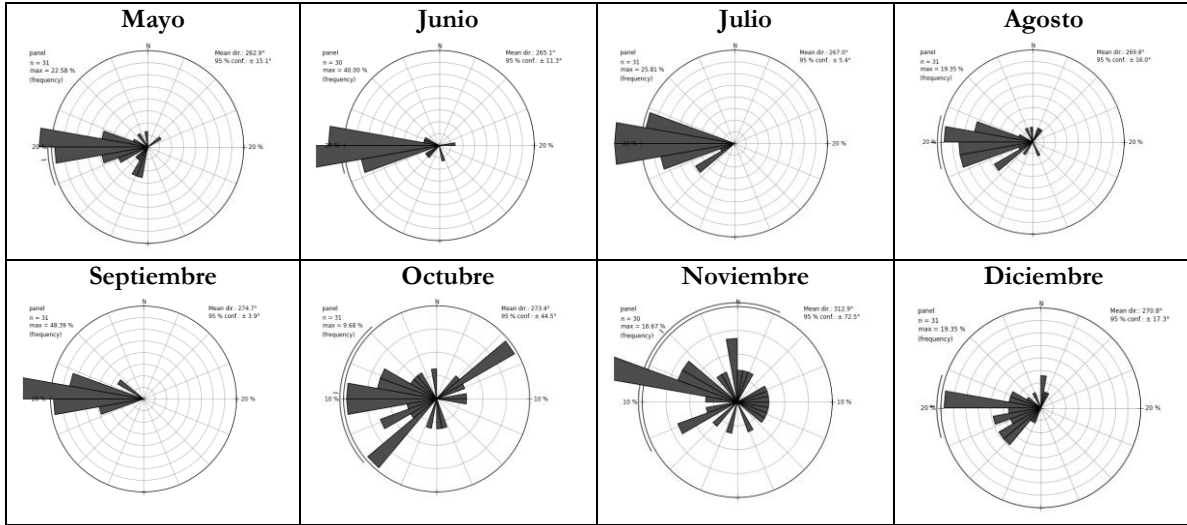 Mayo
N
panel
n = 31
max = 22.58 %
(frequency)
Mean dir.: 262.9°
95 % conf.: ± 15.1°
20 %
20 %
Junio
N
panel
n = 30
max = 40.00 %
(frequency)
Mean dir.: 265.1°
95 % conf.: ± 11.3°
20 %
20 %
Julio
N
panel
n = 31
max = 25.81 %
(frequency)
Mean dir.: 267.0°
95 % conf.: ± 5.4°
20 %
20 %
Agosto
N
panel
n = 31
max = 19.35 %
(frequency)
Mean dir.: 269.8°
95 % conf.: ± 16.0°
20 %
20 %
Septiembre
N
panel
n = 31
max = 48.39 %
(frequency)
Mean dir.: 274.7°
95 % conf.: ± 3.9°
20 %
20 %
Octubre
N
panel
n = 31
max = 9.68 %
(frequency)
Mean dir.: 273.4°
95 % conf.: ± 44.5°
10 %
10 %
Noviembre
N
panel
n = 30
max = 16.67 %
(frequency)
Mean dir.: 312.9°
95 % conf.: ± 72.5°
10 %
10 %
Diciembre
N
panel
n = 31
max = 19.35 %
(frequency)
Mean dir.: 270.8°
95 % conf.: ± 17.3°
20 %
20 %